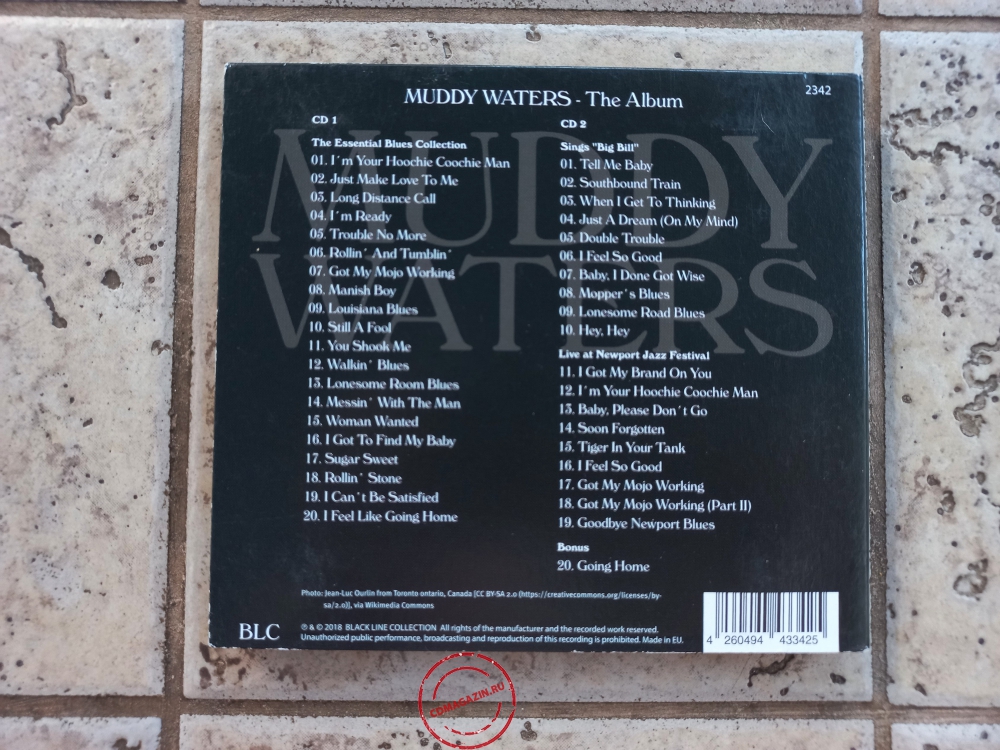 MUDDY WATERS - The Album
2342
CD 1
The Essential Blues Collection
01. I´m Your Hoochie Coochie Man
02. Just Make Love To Me
03. Long Distance Call
04. I´m Ready
05. Trouble No More
06. Rollin´ And Tumblin´
07. Got My Mojo Working
08. Manish Boy
09. Louisiana Blues
10. Still A Fool
11. You Shook Me
12. Walkin´ Blues
13. Lonesome Room Blues
14. Messin´ With The Man
15. Woman Wanted
16. I Got To Find My Baby
17. Sugar Sweet
18. Rollin´ Stone
19. I Can´t Be Satisfied
20. I Feel Like Going Home
CD 2
Sings "Big Bill"
01. Tell Me Baby
02. Southbound Train
03. When I Get To Thinking
04. Just A Dream (On My Mind)
05. Double Trouble
06. I Feel So Good
07. Baby, I Done Got Wise
08. Mopper´s Blues
09. Lonesome Road Blues
10. Hey, Hey
Live at Newport Jazz Festival
11. I Got My Brand On You
12. I´m Your Hoochie Coochie Man
13. Baby, Please Don´t Go
14. Soon Forgotten
15. Tiger In Your Tank
16. I Feel So Good
17. Got My Mojo Working
18. Got My Mojo Working (Part II)
19. Goodbye Newport Blues
Bonus
20. Going Home
MUDDY
WATERS
Photo: Jean-Luc Ourlin from Toronto ontario, Canada [CC BY-SA 2.0 (https://creativecommons.org/licenses/by-
sa/2.0)], via Wikimedia Commons
BLC
℗ & © 2018 BLACK LINE COLLECTION All rights of the manufacturer and the recorded work reserved.
Unauthorized public performance, broadcasting and reproduction of this recording is prohibited. Made in EU.
4 260494 433425
CDMAGAZIN.RU